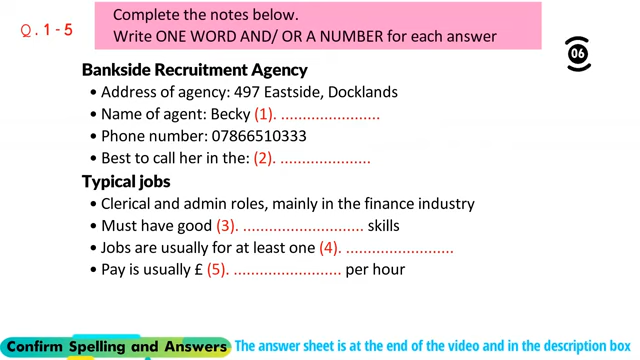 Q.1-5
Complete the notes below.
Write ONE WORD AND/ OR A NUMBER for each answer
06
Bankside Recruitment Agency
• Address of agency: 497 Eastside, Docklands
• Name of agent: Becky (1). .......................
• Phone number: 07866510333
• Best to call her in the: (2). .....................
Typical jobs
• Clerical and admin roles, mainly in the finance industry
• Must have good (3). ............................ skills
• Jobs are usually for at least one (4). .........................
• Pay is usually £ (5). ......................... per hour
Confirm Spelling and Answers The answer sheet is at the end of the video and in the description box